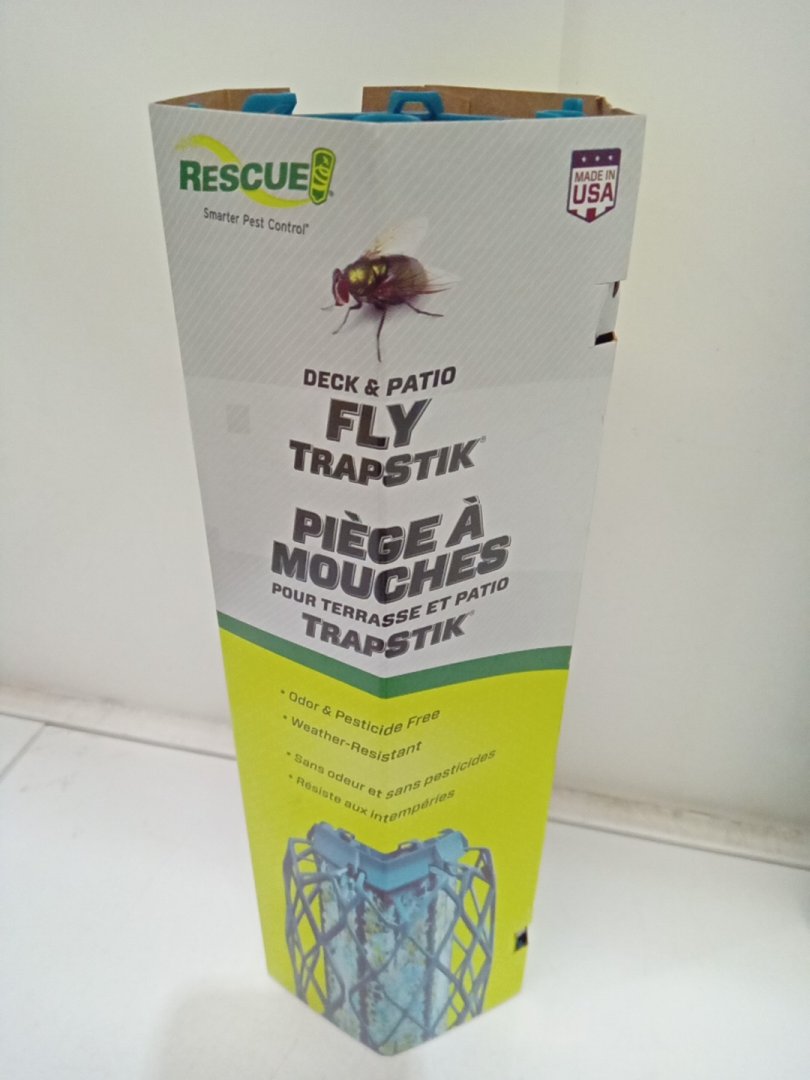 RESCUE!®
Smarter Pest Control®
MADE IN
USA
DECK & PATIO
FLY
TRAPSTIK®
PIÈGE À
MOUCHES
POUR TERRASSE ET PATIO
TRAPSTIK®
• Odor & Pesticide Free
• Weather-Resistant
• Sans odeur et sans pesticides
• Résiste aux intempéries